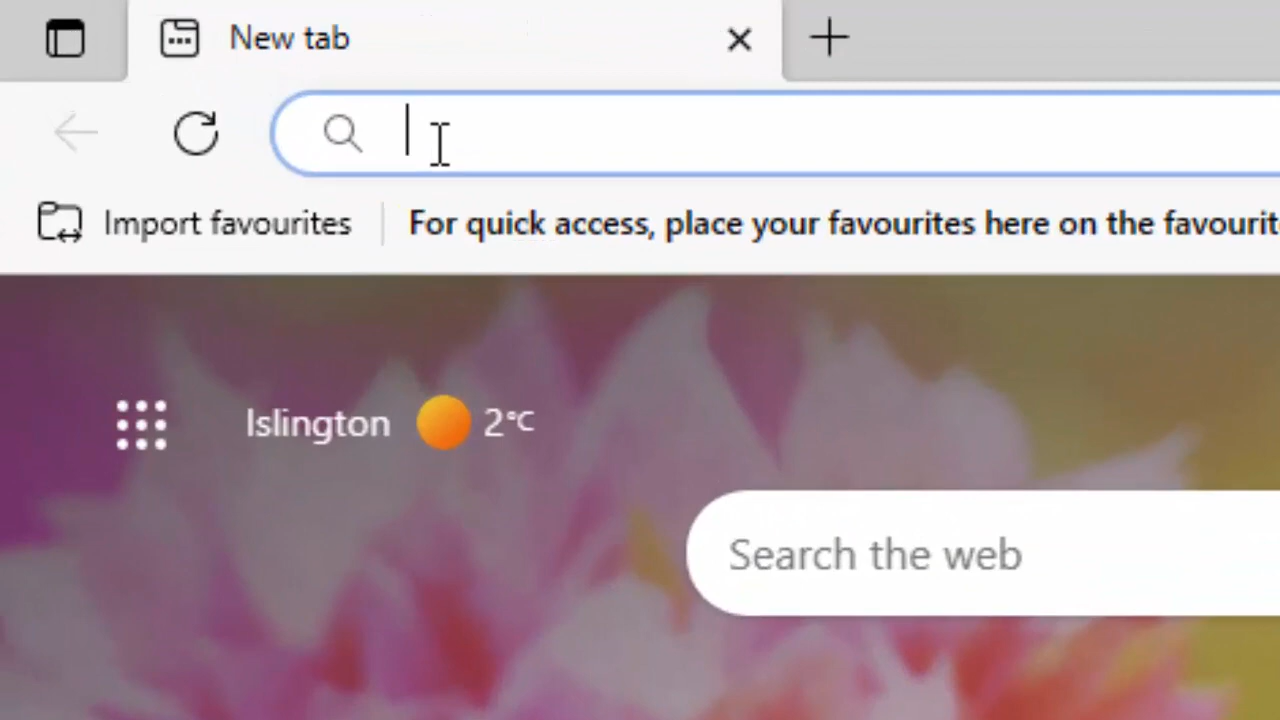 New tab
Import favourites
For quick access, place your favourites here on the favourit
Islington 2°C
Search the web